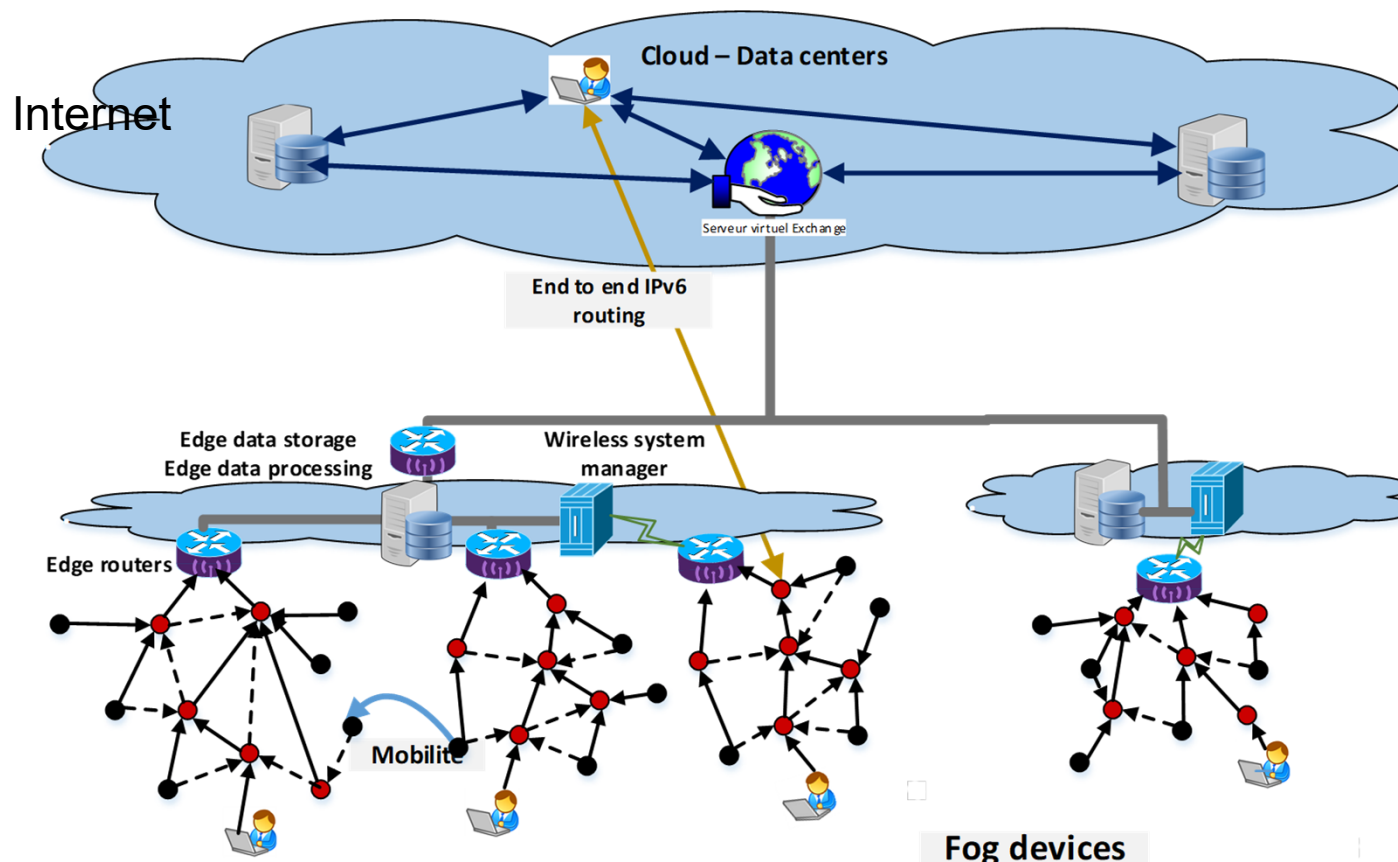 Cloud – Data centers
Internet
Serveur virtuel Exchange
End to end IPv6
routing
Edge data storage
Edge data processing
Wireless system
manager
Edge routers
Mobilité
Fog devices